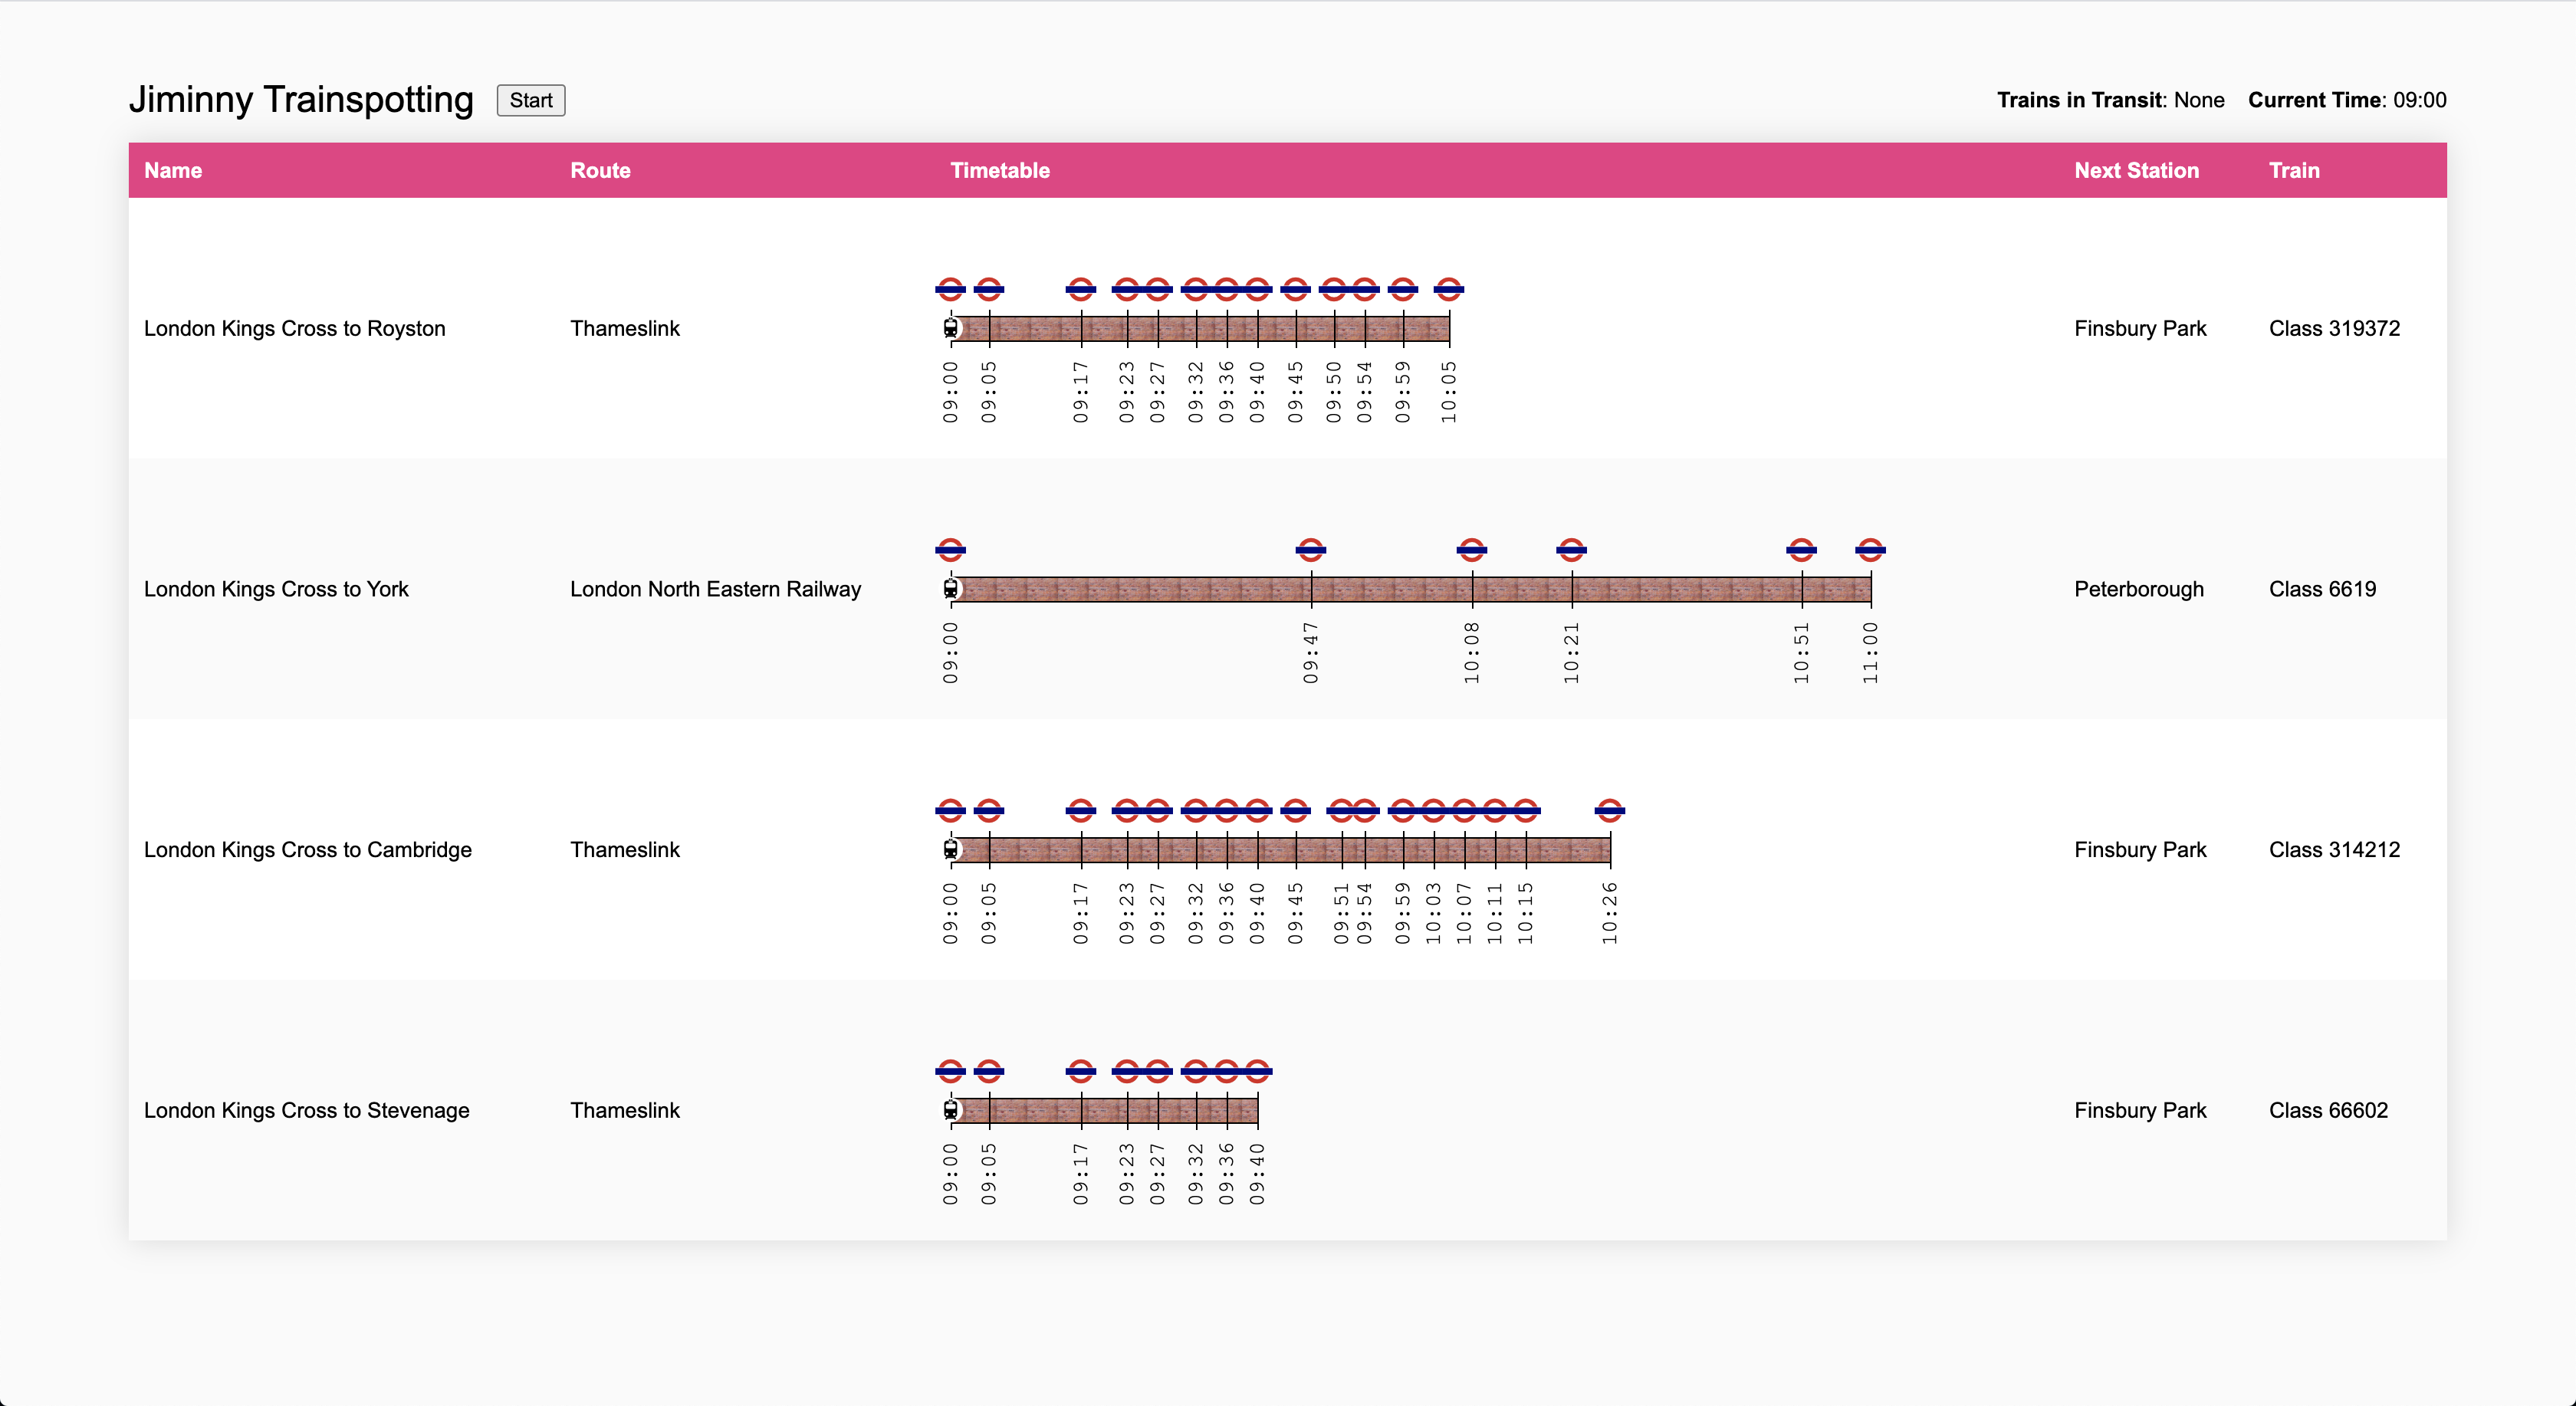 Jiminny Trainspotting Start Trains in Transit: None Current Time: 09:00
Name Route Timetable Next Station Train
London Kings Cross to Royston Thameslink Finsbury Park Class 319372
09:00 09:05 09:17 09:23 09:27 09:32 09:36 09:40 09:45 09:50 09:54 09:59 10:05
London Kings Cross to York London North Eastern Railway Peterborough Class 6619
09:00 09:47 10:08 10:21 10:51 11:00
London Kings Cross to Cambridge Thameslink Finsbury Park Class 314212
09:00 09:05 09:17 09:23 09:27 09:32 09:36 09:40 09:45 09:51 09:54 09:59 10:03 10:07 10:11 10:15 10:26
London Kings Cross to Stevenage Thameslink Finsbury Park Class 66602
09:00 09:05 09:17 09:23 09:27 09:32 09:36 09:40